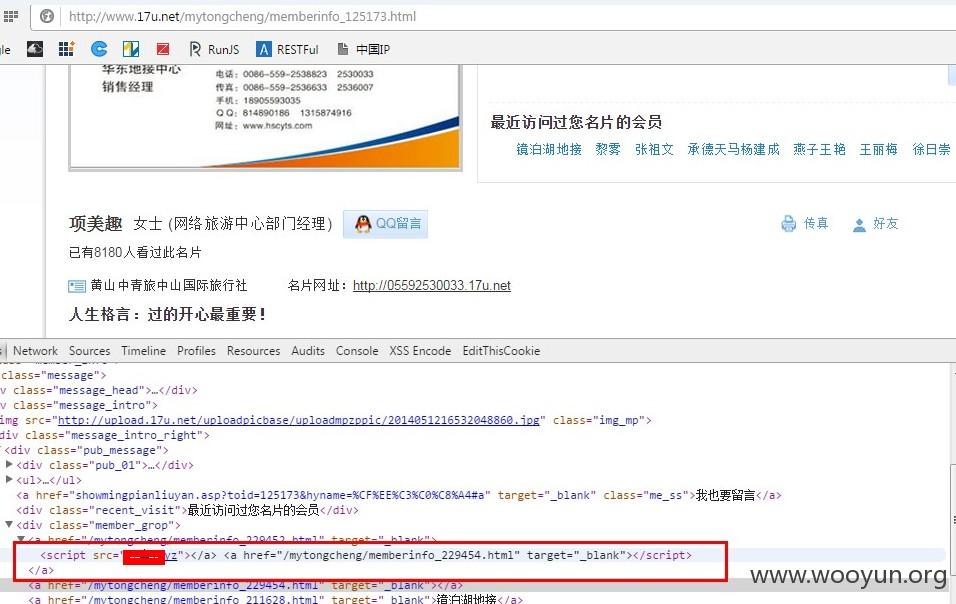 http://www.17u.net/mytongcheng/memberinfo_125173.html
le RunJS RESTFul 中国IP
华东地接中心
销售经理
电话：0086-559-2538823 2530033
传真：0086-559-2536633 2536007
手机：18905593035
Q Q：814890186 1315874916
网址：www.hscyts.com
最近访问过您名片的会员
镜泊湖地接 黎雾 张祖文 承德天马杨建成 燕子王艳 王丽梅 徐日崇
项美趣 女士 (网络旅游中心部门经理) QQ留言 传真 好友
已有8180人看过此名片
黄山中青旅中山国际旅行社 名片网址：http://05592530033.17u.net
人生格言：过的开心最重要！
Network Sources Timeline Profiles Resources Audits Console XSS Encode EditThisCookie
class="message">
v class="message_head">…</div>
v class="message_intro">
img src="http://upload.17u.net/uploadpicbase/uploadmpzppic/2014051216532048860.jpg" class="img_mp">
div class="message_intro_right">
<div class="pub_message">
<div class="pub_01">…</div>
<ul>…</ul>
<a href="showmingpianliuyan.asp?toid=125173&hyname=%CF%EE%C3%C0%C8%A4#a" target="_blank" class="me_ss">我也要留言</a>
<div class="recent_visit">最近访问过您名片的会员</div>
<div class="member_grop">
<a href="/mytongcheng/memberinfo_229452.html" target="_blank">
<script src="yz"></a> <a href="/mytongcheng/memberinfo_229454.html" target="_blank"></script>
</a>
<a href="/mytongcheng/memberinfo_229454.html" target="_blank"></a>
<a href="/mytongcheng/memberinfo_211628.html" target="_blank">镜泊湖地接</a>
www.wooyun.org